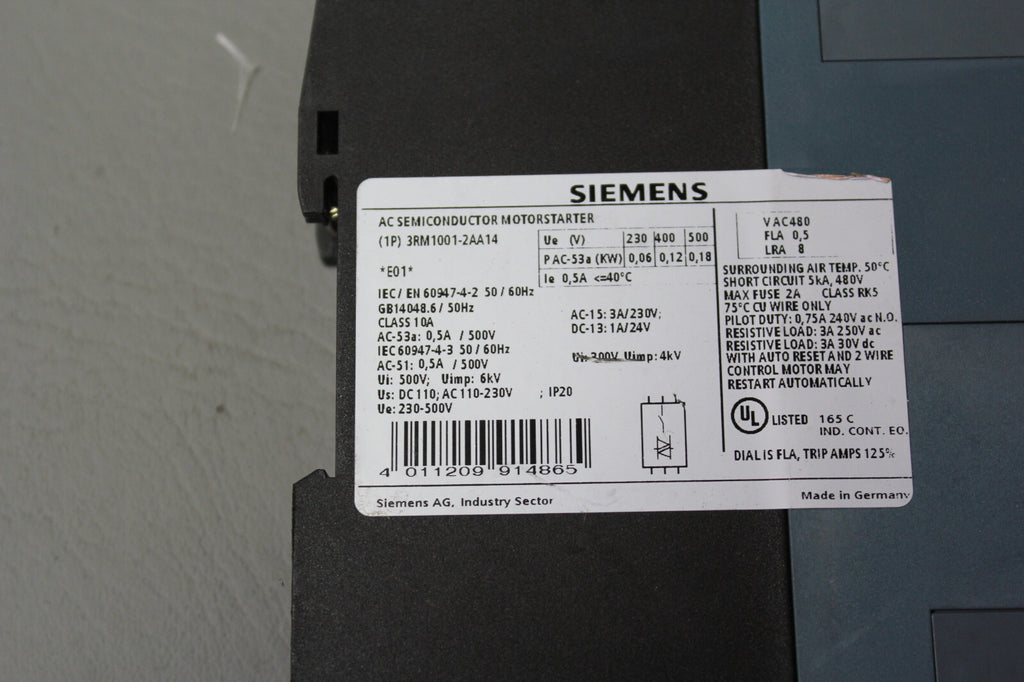 SIEMENS
AC SEMICONDUCTOR MOTORSTARTER
(1P) 3RM1001-2AA14
*E01*
Ue (V) 230 400 500
P AC-53a (KW) 0,06 0,12 0,18
Ie 0,5A <=40°C
IEC/ EN 60947-4-2 50/60Hz
GB14048.6/ 50Hz
CLASS 10A
AC-53a: 0,5A / 500V
IEC60947-4-3 50/60Hz
AC-51: 0,5A / 500V
Ui: 500V; Uimp: 6kV
Us: DC110; AC110-230V ; IP20
Ue: 230-500V
AC-15: 3A/230V;
DC-13: 1A/24V
Ui: 300V Uimp: 4kV
4 011209 914865
VAC480
FLA 0,5
LRA 8
SURROUNDING AIR TEMP. 50°C
SHORT CIRCUIT 5kA, 480V
MAX FUSE 2A CLASS RK5
75°C CU WIRE ONLY
PILOT DUTY: 0,75A 240V ac N.O.
RESISTIVE LOAD: 3A 250V ac
RESISTIVE LOAD: 3A 30V dc
WITH AUTO RESET AND 2 WIRE
CONTROL MOTOR MAY
RESTART AUTOMATICALLY
UL LISTED 165 C
IND. CONT. EQ.
DIAL IS FLA, TRIP AMPS 125%
Siemens AG, Industry Sector
Made in Germany